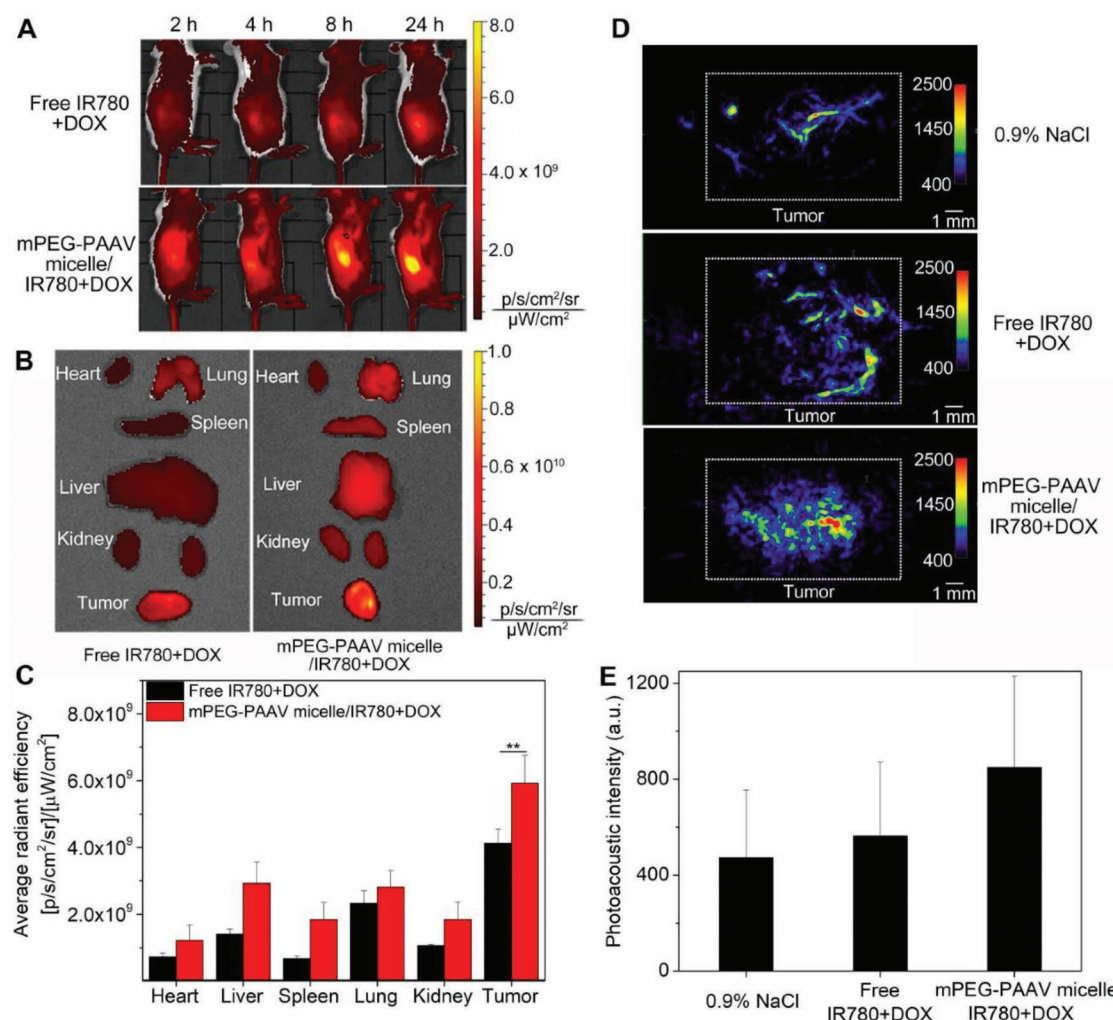 A
2 h 4 h 8 h 24 h
Free IR780
+DOX
mPEG-PAAV
micelle/
IR780+DOX
8.0
4.0 x 10⁹
2.0
p/s/cm²/sr
µW/cm²
B
Heart
Lung
Spleen
Liver
Kidney
Tumor
Free IR780+DOX
Heart
Lung
Spleen
Liver
Kidney
Tumor
mPEG-PAAV micelle
/IR780+DOX
1.0
0.6 x 10¹⁰
0.2
p/s/cm²/sr
µW/cm²
C
Free IR780+DOX
mPEG-PAAV micelle/IR780+DOX
Average radiant efficiency
[p/s/cm²/sr]/[µW/cm²]
8.0x10⁹
6.0x10⁹
4.0x10⁹
2.0x10⁹
**
Heart Liver Spleen Lung Kidney Tumor
D
2500
1450
400
Tumor
1 mm
0.9% NaCl
2500
1450
400
Tumor
1 mm
Free IR780
+DOX
2500
1450
400
Tumor
1 mm
mPEG-PAAV
micelle/
IR780+DOX
E
Photoacoustic intensity (a.u.)
1200
800
400
0
0.9% NaCl
Free
IR780+DOX
mPEG-PAAV micelle/
IR780+DOX